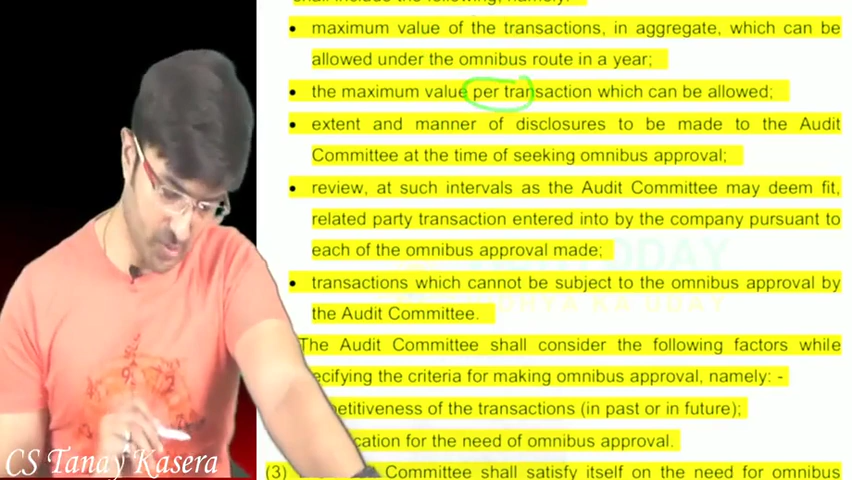 maximum value of the transactions, in aggregate, which can be
allowed under the omnibus route in a year;
the maximum value per transaction which can be allowed;
extent and manner of disclosures to be made to the Audit
Committee at the time of seeking omnibus approval;
review, at such intervals as the Audit Committee may deem fit,
related party transaction entered into by the company pursuant to
each of the omnibus approval made;
transactions which cannot be subject to the omnibus approval by
the Audit Committee.
The Audit Committee shall consider the following factors while
ecifying the criteria for making omnibus approval, namely: -
etitiveness of the transactions (in past or in future);
cation for the need of omnibus approval.
(3) Committee shall satisfy itself on the need for omnibus
CS Tanay Kasera